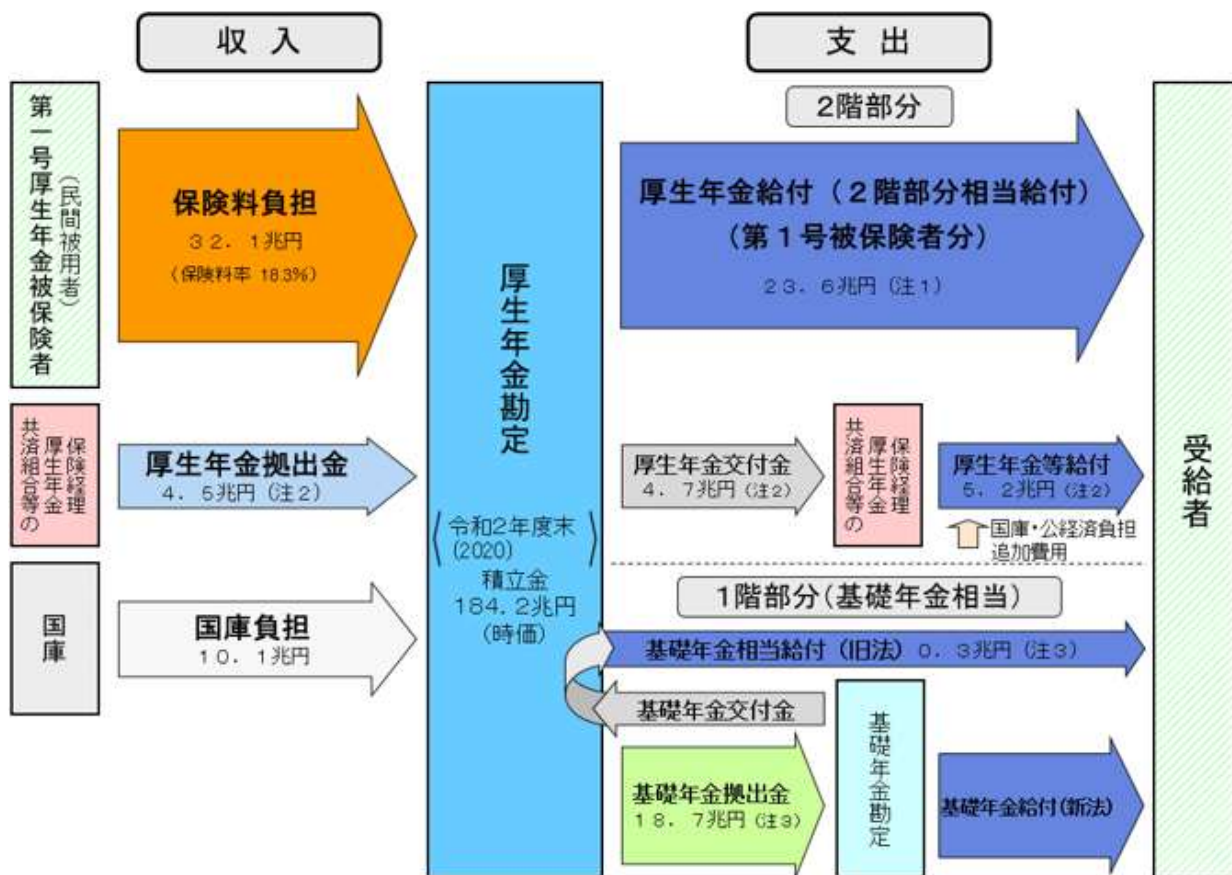 収 入
支 出
第一号厚生年金被保険者
(民間被用者)
保険料負担
32.1兆円
(保険料率 18.3%)
共済組合等の
厚生年金
保険経理
厚生年金拠出金
4.5兆円(注2)
国庫
国庫負担
10.1兆円
厚生年金勘定
令和2年度末
(2020)
積立金
184.2兆円
(時価)
2階部分
厚生年金給付(2階部分相当給付)
(第1号被保険者分)
23.6兆円(注1)
厚生年金交付金
4.7兆円(注2)
共済組合等の
厚生年金
保険経理
厚生年金等給付
5.2兆円(注2)
国庫・公経済負担
追加費用
1階部分(基礎年金相当)
基礎年金相当給付(旧法)0.3兆円(注3)
基礎年金交付金
基礎年金拠出金
18.7兆円(注3)
基礎年金勘定
基礎年金給付(新法)
受給者